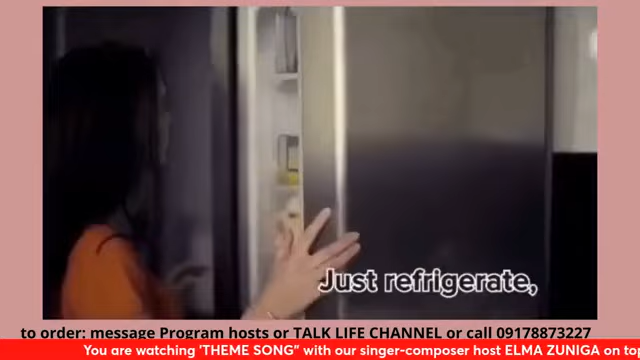 Just refrigerate,
to order: message Program hosts or TALK LIFE CHANNEL or call 09178873227
You are watching 'THEME SONG" with our singer-composer host ELMA ZUNIGA on to